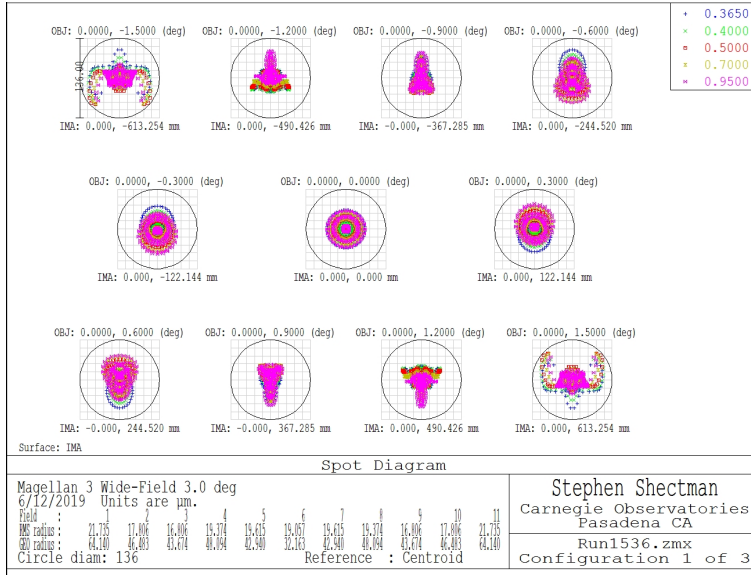 + 0.3650
× 0.4000
0.5000
0.7000
0.9500
OBJ: 0.0000, -1.5000 (deg) OBJ: 0.0000, -1.2000 (deg) OBJ: 0.0000, -0.9000 (deg) OBJ: 0.0000, -0.6000 (deg)
136.00
IMA: 0.000, -613.254 mm IMA: 0.000, -490.426 mm IMA: -0.000, -367.285 mm IMA: 0.000, -244.520 mm
OBJ: 0.0000, -0.3000 (deg) OBJ: 0.0000, 0.0000 (deg) OBJ: 0.0000, 0.3000 (deg)
IMA: 0.000, -122.144 mm IMA: 0.000, 0.000 mm IMA: 0.000, 122.144 mm
OBJ: 0.0000, 0.6000 (deg) OBJ: 0.0000, 0.9000 (deg) OBJ: 0.0000, 1.2000 (deg) OBJ: 0.0000, 1.5000 (deg)
IMA: -0.000, 244.520 mm IMA: -0.000, 367.285 mm IMA: 0.000, 490.426 mm IMA: 0.000, 613.254 mm
Surface: IMA
Spot Diagram
Magellan 3 Wide-Field 3.0 deg
6/12/2019 Units are µm.
Field : 1 2 3 4 5 6 7 8 9 10 11
RMS radius : 21.735 17.806 16.806 19.374 19.615 19.057 19.615 19.374 16.806 17.806 21.735
GEO radius : 64.140 46.483 43.674 48.094 42.940 32.163 42.940 48.094 43.674 46.483 64.140
Circle diam: 136 Reference : Centroid
Stephen Shectman
Carnegie Observatories
Pasadena CA
Run1536.zmx
Configuration 1 of 3